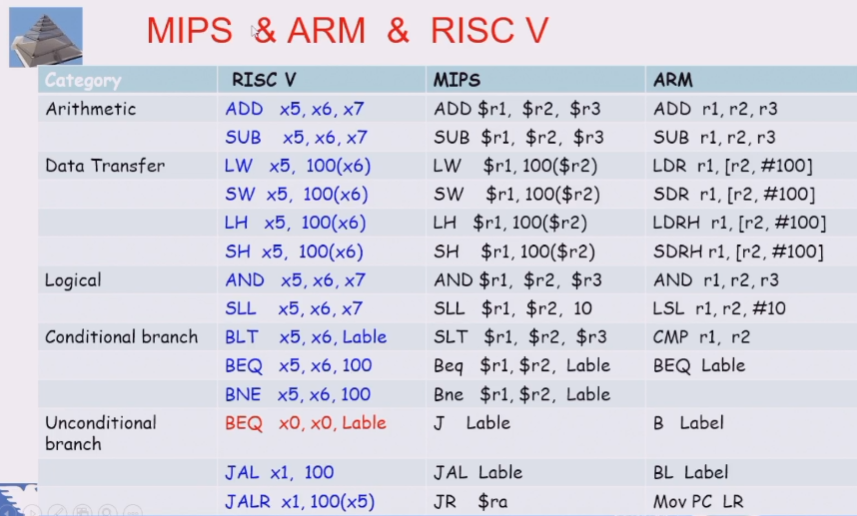 MIPS & ARM & RISC V
Category RISC V MIPS ARM
Arithmetic ADD x5, x6, x7 ADD $r1, $r2, $r3 ADD r1, r2, r3
SUB x5, x6, x7 SUB $r1, $r2, $r3 SUB r1, r2, r3
Data Transfer LW x5, 100(x6) LW $r1, 100($r2) LDR r1, [r2, #100]
SW x5, 100(x6) SW $r1, 100($r2) SDR r1, [r2, #100]
LH x5, 100(x6) LH $r1, 100($r2) LDRH r1, [r2, #100]
SH x5, 100(x6) SH $r1, 100($r2) SDRH r1, [r2, #100]
Logical AND x5, x6, x7 AND $r1, $r2, $r3 AND r1, r2, r3
SLL x5, x6, x7 SLL $r1, $r2, 10 LSL r1, r2, #10
Conditional branch BLT x5, x6, Lable SLT $r1, $r2, $r3 CMP r1, r2
BEQ x5, x6, 100 Beq $r1, $r2, Lable BEQ Lable
BNE x5, x6, 100 Bne $r1, $r2, Lable
Unconditional BEQ x0, x0, Lable J Lable B Label
branch
JAL x1, 100 JAL Lable BL Label
JALR x1, 100(x5) JR $ra Mov PC LR